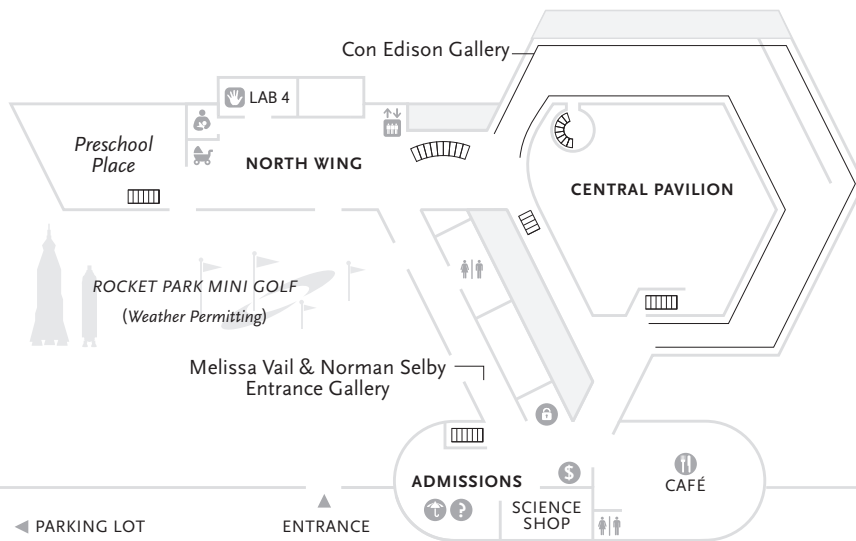 Con Edison Gallery
LAB 4
Preschool
Place
NORTH WING
CENTRAL PAVILION
ROCKET PARK MINI GOLF
(Weather Permitting)
Melissa Vail & Norman Selby
Entrance Gallery
ADMISSIONS
$
CAFÉ
?
SCIENCE
SHOP
PARKING LOT
ENTRANCE